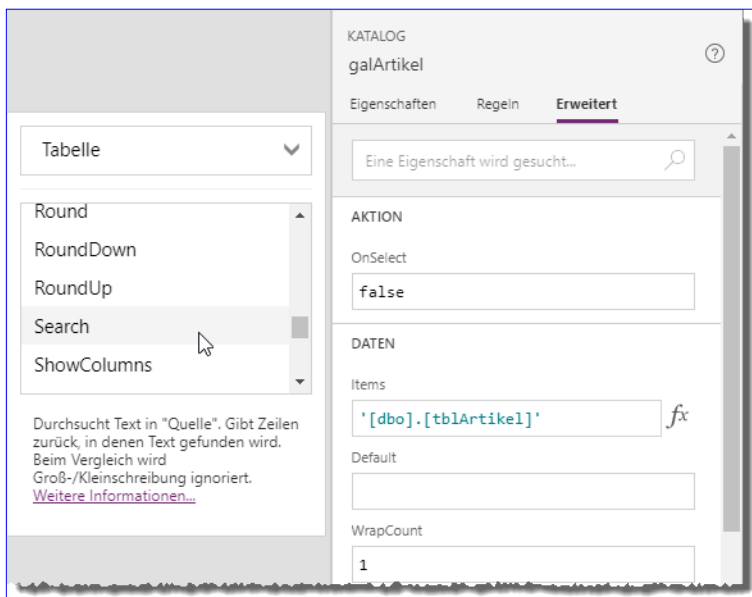 Tabelle
Round
RoundDown
RoundUp
Search
ShowColumns
Durchsucht Text in "Quelle". Gibt Zeilen
zurück, in denen Text gefunden wird.
Beim Vergleich wird
Groß-/Kleinschreibung ignoriert.
Weitere Informationen...
KATALOG
galArtikel
?
Eigenschaften Regeln Erweitert
Eine Eigenschaft wird gesucht...
AKTION
OnSelect
false
DATEN
Items
'[dbo].[tblArtikel]' fx
Default
WrapCount
1